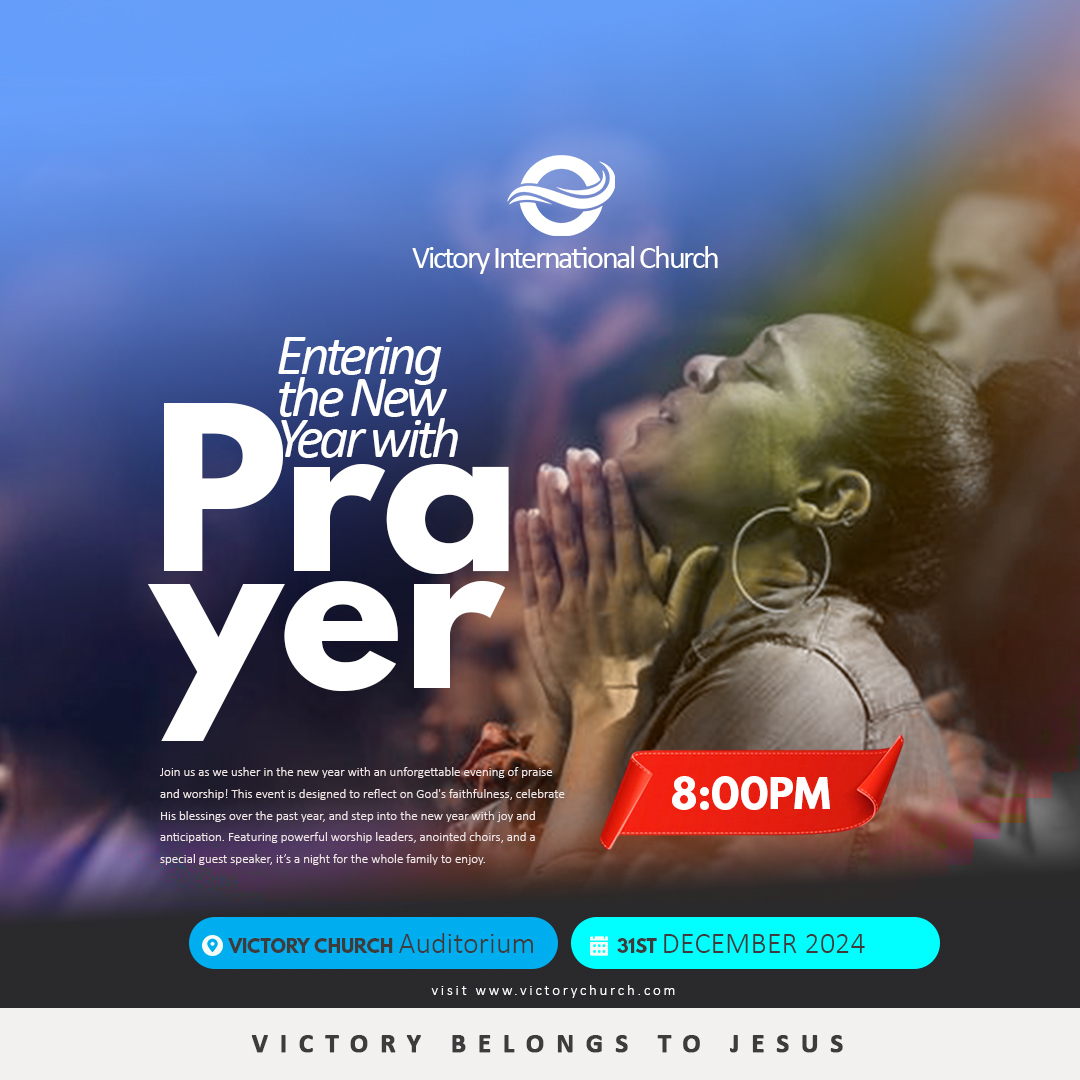 Victory International Church
Entering
the New
Year with
Pra
yer
Join us as we usher in the new year with an unforgettable evening of praise
and worship! This event is designed to reflect on God's faithfulness, celebrate
His blessings over the past year, and step into the new year with joy and
anticipation. Featuring powerful worship leaders, anointed choirs, and a
special guest speaker, it's a night for the whole family to enjoy.
8:00PM
VICTORY CHURCH Auditorium
31ST DECEMBER 2024
visit www.victorychurch.com
VICTORY BELONGS TO JESUS